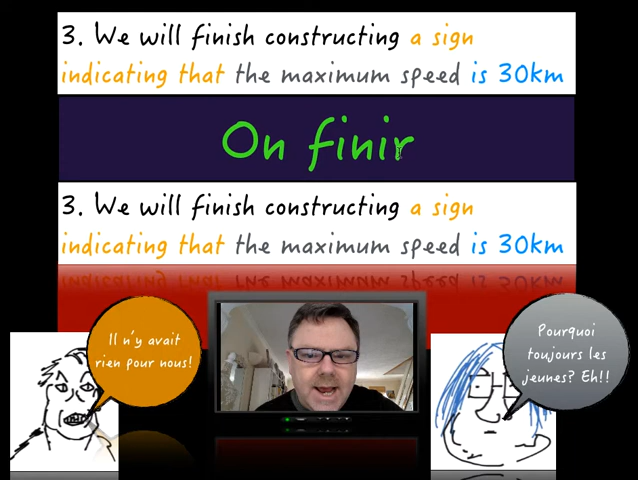 3. We will finish constructing a sign
indicating that the maximum speed is 30km
On finir
3. We will finish constructing a sign
indicating that the maximum speed is 30km
Il n'y avait
rien pour nous!
Pourquoi
toujours les
jeunes? Eh!!